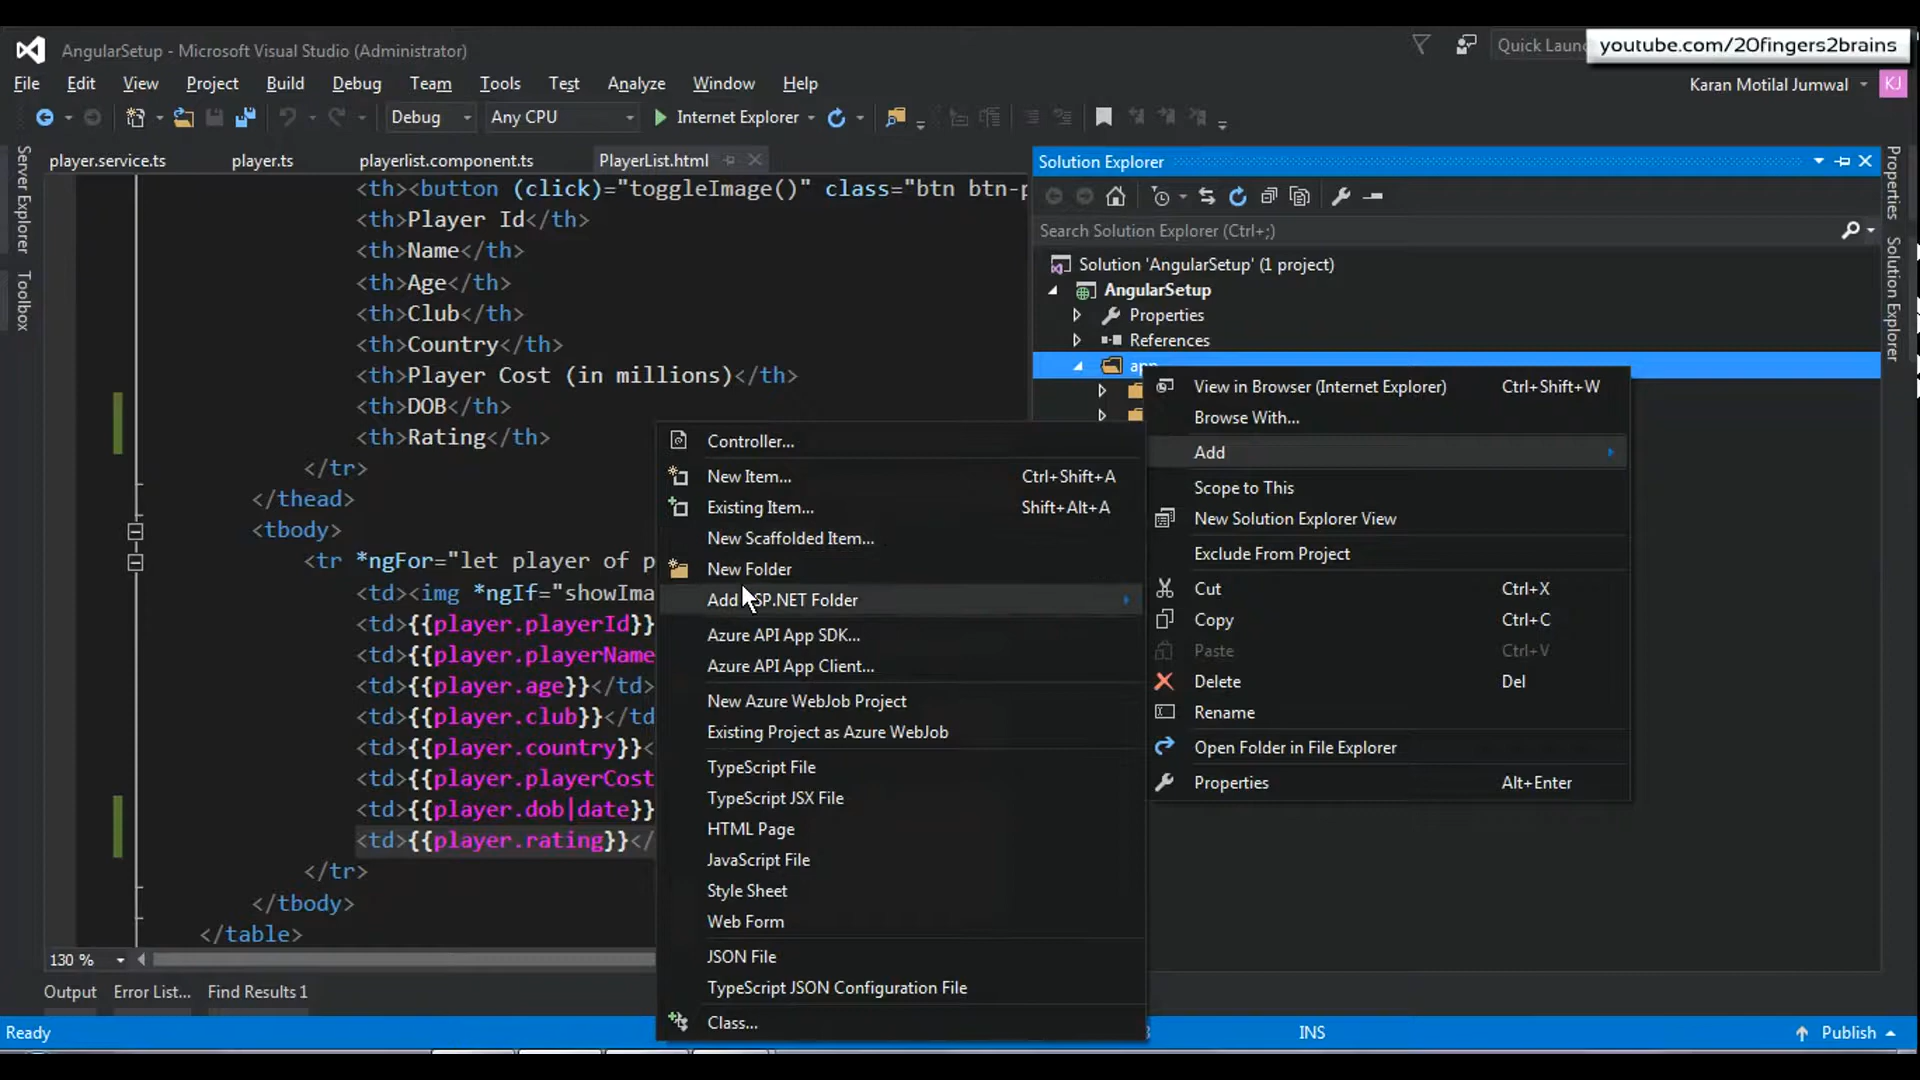 AngularSetup - Microsoft Visual Studio (Administrator)
Quick Laun
youtube.com/20fingers2brains
File Edit View Project Build Debug Team Tools Test Analyze Window Help
Karan Motilal Jumwal
KJ
Debug
Any CPU
Internet Explorer
Server Explorer
Toolbox
player.service.ts
player.ts
playerlist.component.ts
PlayerList.html
<th><button (click)="toggleImage()" class="btn btn-p
<th>Player Id</th>
<th>Name</th>
<th>Age</th>
<th>Club</th>
<th>Country</th>
<th>Player Cost (in millions)</th>
<th>DOB</th>
<th>Rating</th>
</tr>
</thead>
<tbody>
<tr *ngFor="let player of p
<td><img *ngIf="showIma
<td>{{player.playerId}}
<td>{{player.playerName
<td>{{player.age}}</td>
<td>{{player.club}}</td
<td>{{player.country}}<
<td>{{player.playerCost
<td>{{player.dob|date}}
<td>{{player.rating}}</
</tr>
</tbody>
</table>
130 %
Output
Error List...
Find Results 1
Solution Explorer
Search Solution Explorer (Ctrl+;)
Solution 'AngularSetup' (1 project)
AngularSetup
Properties
References
Properties
Solution Explorer
View in Browser (Internet Explorer) Ctrl+Shift+W
Browse With...
Add
Scope to This
New Solution Explorer View
Exclude From Project
Cut Ctrl+X
Copy Ctrl+C
Paste Ctrl+V
Delete Del
Rename
Open Folder in File Explorer
Properties Alt+Enter
Controller...
New Item... Ctrl+Shift+A
Existing Item... Shift+Alt+A
New Scaffolded Item...
New Folder
Add SP.NET Folder
Azure API App SDK...
Azure API App Client...
New Azure WebJob Project
Existing Project as Azure WebJob
TypeScript File
TypeScript JSX File
HTML Page
JavaScript File
Style Sheet
Web Form
JSON File
TypeScript JSON Configuration File
Class...
Ready
INS
Publish